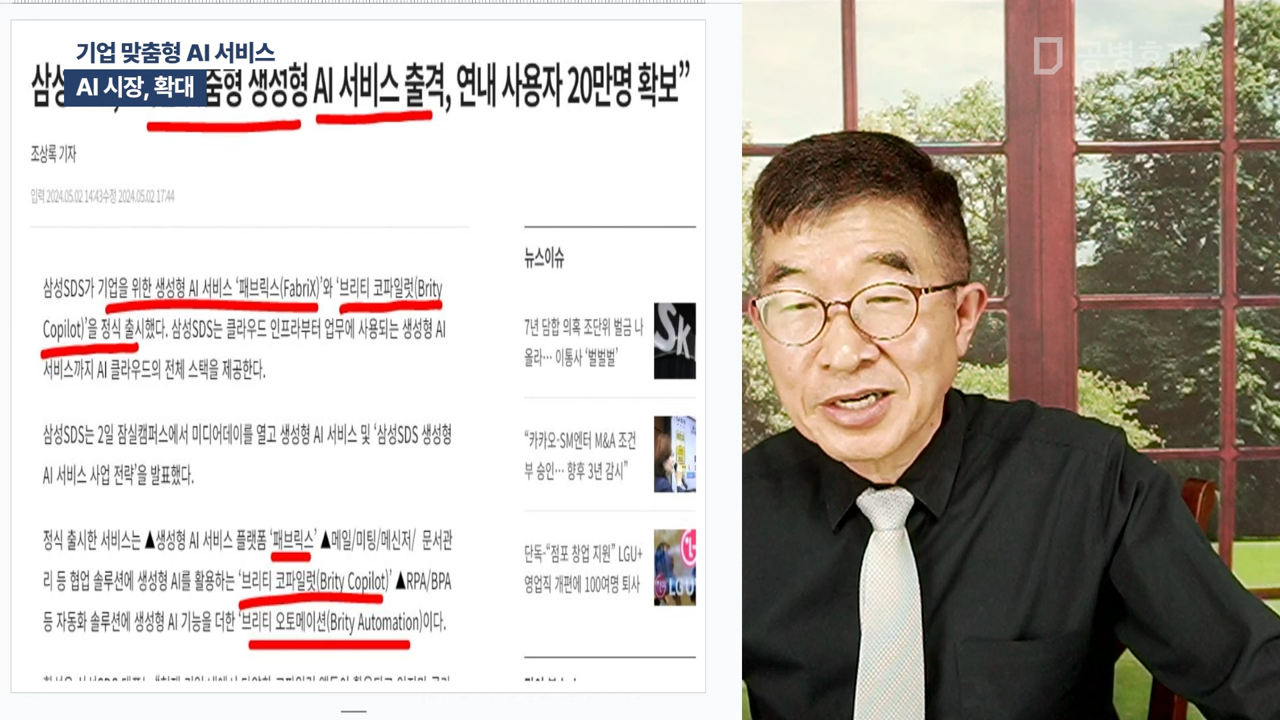 기업 맞춤형 AI 서비스
AI 시장, 확대
삼성 춤형 생성형 AI 서비스 출격, 연내 사용자 20만명 확보”
조상록 기자
입력 2024.05.02 14:43수정 2024.05.02 17:44
삼성SDS가 기업을 위한 생성형 AI 서비스 ‘패브릭스(FabriX)’와 ‘브리티 코파일럿(Brity
Copilot)’을 정식 출시했다. 삼성SDS는 클라우드 인프라부터 업무에 사용되는 생성형 AI
서비스까지 AI 클라우드의 전체 스택을 제공한다.
삼성SDS는 2일 잠실캠퍼스에서 미디어데이를 열고 생성형 AI 서비스 및 ‘삼성SDS 생성형
AI 서비스 사업 전략’을 발표했다.
정식 출시한 서비스는 ▲생성형 AI 서비스 플랫폼 ‘패브릭스’ ▲메일/미팅/메신저/ 문서관
리 등 협업 솔루션에 생성형 AI를 활용하는 ‘브리티 코파일럿(Brity Copilot)’ ▲RPA/BPA
등 자동화 솔루션에 생성형 AI 기능을 더한 ‘브리티 오토메이션(Brity Automation)이다.
뉴스이슈
7년 담합 의혹 조단위 벌금 나
올라… 이통사 ‘벌벌벌’
SK
“카카오·SM엔터 M&A 조건
부 승인… 향후 3년 감시”
단독-“점포 창업 지원” LGU+
영업직 개편에 100여명 퇴사
LGU
공병호